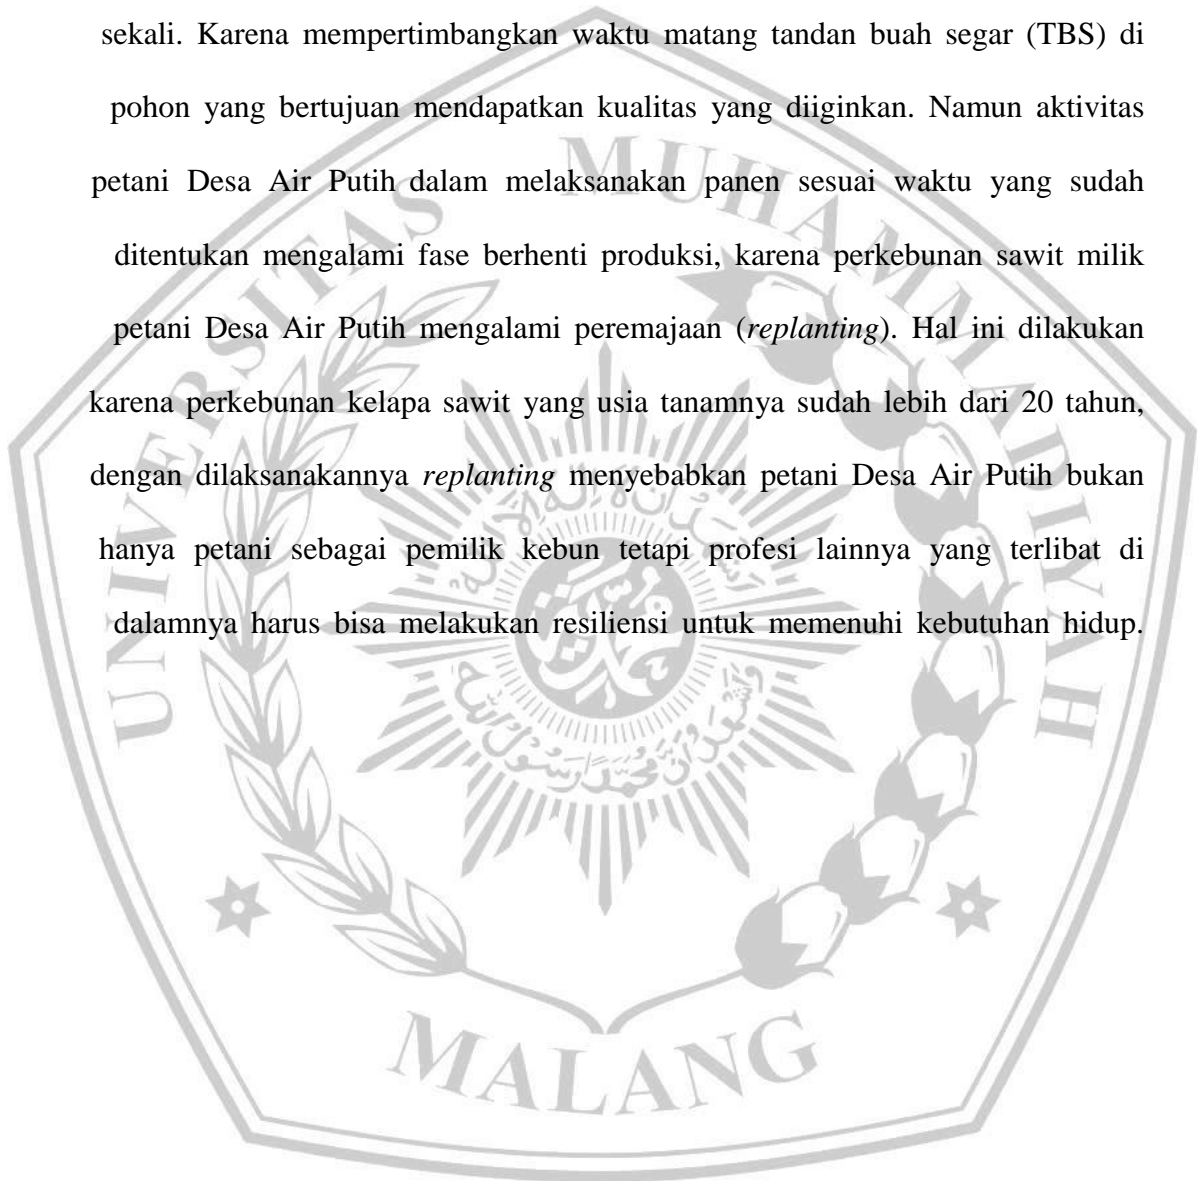 sekali. Karena mempertimbangkan waktu matang tandan buah segar (TBS) di
pohon yang bertujuan mendapatkan kualitas yang diiginkan. Namun aktivitas
petani Desa Air Putih dalam melaksanakan panen sesuai waktu yang sudah
ditentukan mengalami fase berhenti produksi, karena perkebunan sawit milik
petani Desa Air Putih mengalami peremajaan (replanting). Hal ini dilakukan
karena perkebunan kelapa sawit yang usia tanamnya sudah lebih dari 20 tahun,
dengan dilaksanakannya replanting menyebabkan petani Desa Air Putih bukan
hanya petani sebagai pemilik kebun tetapi profesi lainnya yang terlibat di
dalamnya harus bisa melakukan resiliensi untuk memenuhi kebutuhan hidup.
UNIVERSITAS MUHAMMADIYAH
MALANG